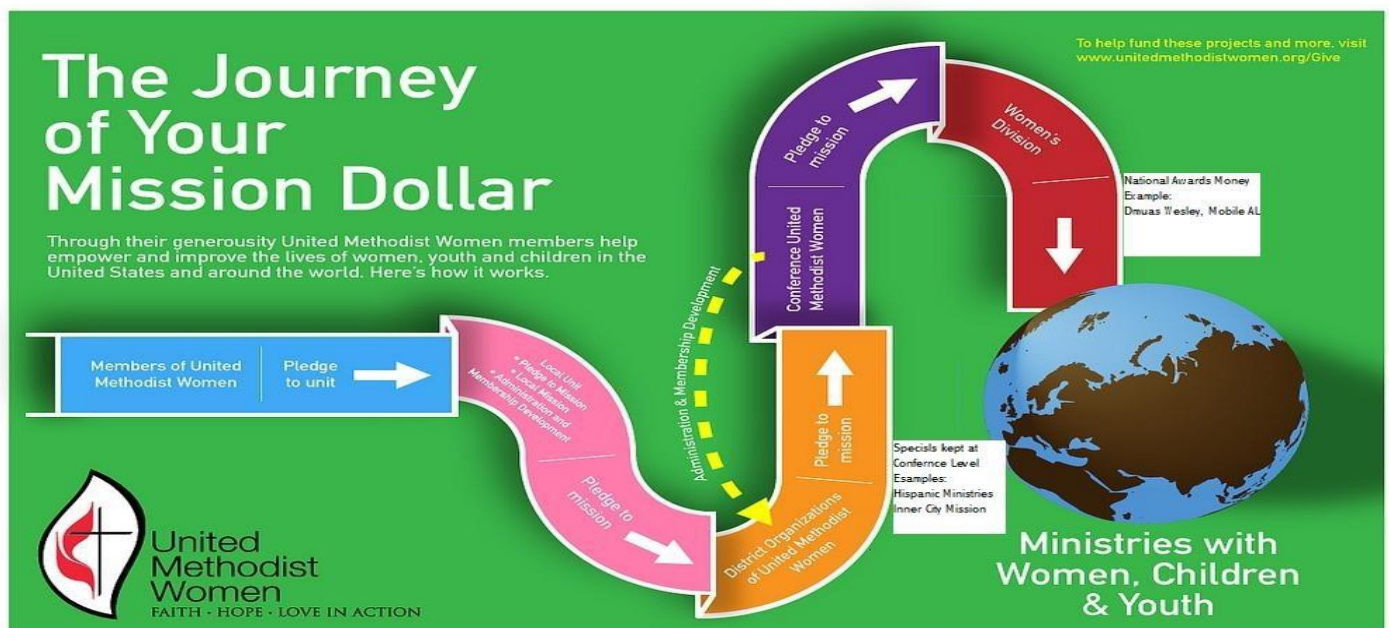 The Journey
of Your
Mission Dollar
Through their generousity United Methodist Women members help
empower and improve the lives of women, youth and children in the
United States and around the world. Here's how it works.
To help fund these projects and more, visit
www.unitedmethodistwomen.org/Give
Members of United
Methodist Women
Pledge
to unit
Local Unit
• Pledge to Mission
• Local Mission
• Administration and
Membership Development
Pledge to
mission
District Organizations
of United Methodist
Women
Pledge to
mission
Administration & Membership Development
Conference United
Methodist Women
Pledge to
mission
Women's
Division
National Awards Money
Example:
Dmuas Wesley, Mobile AL
Specisls kept at
Confernce Level
Esamples:
Hispanic Ministries
Inner City Mission
Ministries with
Women, Children
& Youth
United
Methodist
Women
FAITH • HOPE • LOVE IN ACTION